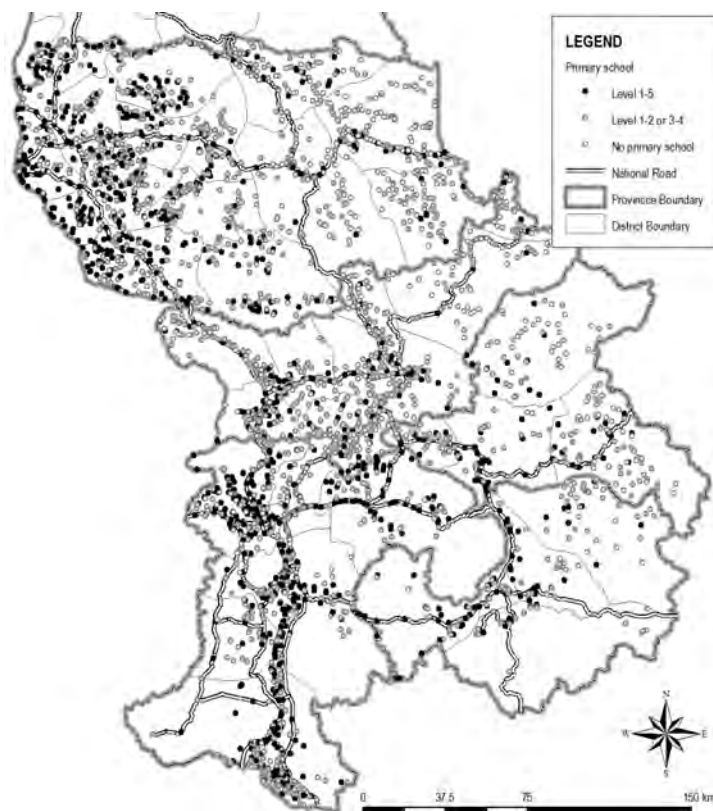 LEGEND
Primary school
Level 1-5
Level 1-2 or 3-4
No primary school
National Road
Province Boundary
District Boundary
N
W E
S
0 37.5 75 150 km